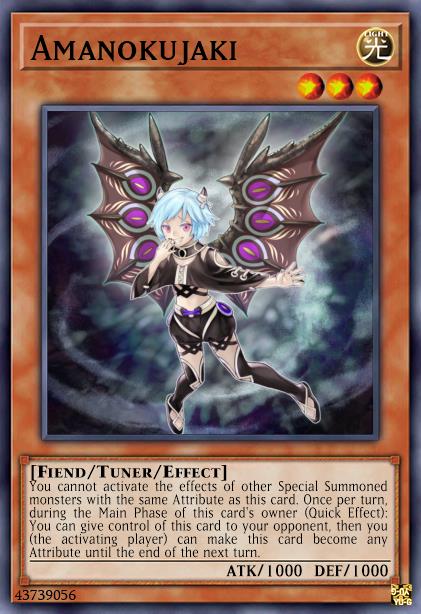 AMANOKUJAKI
LIGHT
光
[FIEND/TUNER/EFFECT]
You cannot activate the effects of other Special Summoned
monsters with the same Attribute as this card. Once per turn,
during the Main Phase of this card's owner (Quick Effect):
You can give control of this card to your opponent, then you
(the activating player) can make this card become any
Attribute until the end of the next turn.
ATK/1000 DEF/1000
43739056